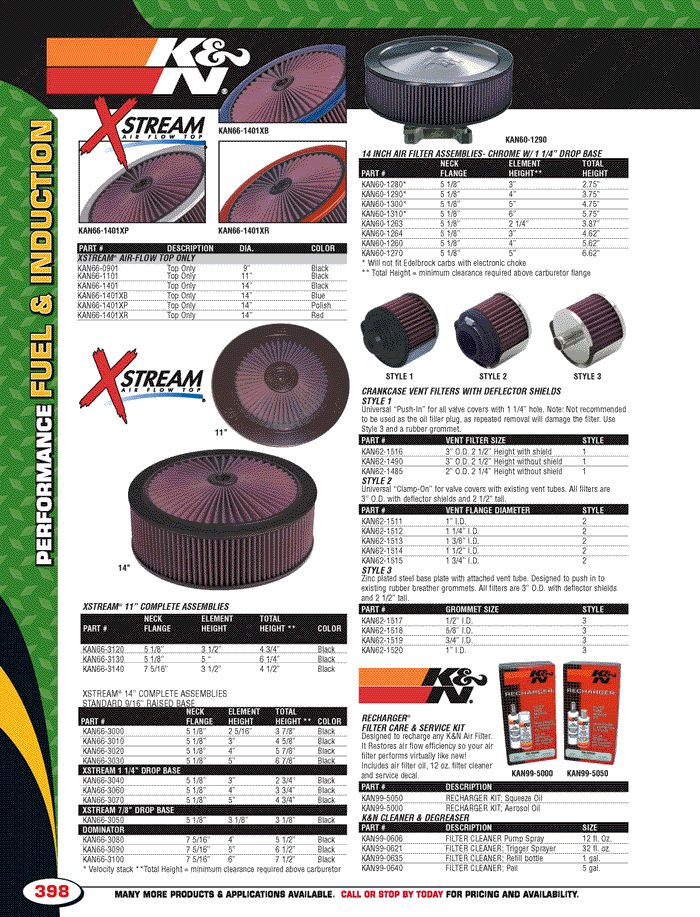 K&N®
XSTREAM
AIR FLOW TOP
KAN66-1401XB
KAN66-1401XP
KAN66-1401XR
PART # DESCRIPTION DIA. COLOR
XSTREAM® AIR-FLOW TOP ONLY
KAN66-0901 Top Only 9" Black
KAN66-1101 Top Only 11" Black
KAN66-1401 Top Only 14" Black
KAN66-1401XB Top Only 14" Blue
KAN66-1401XP Top Only 14" Polish
KAN66-1401XR Top Only 14" Red
XSTREAM®
AIR FLOW TOP
11"
14"
XSTREAM® 11" COMPLETE ASSEMBLIES
NECK ELEMENT TOTAL
PART # FLANGE HEIGHT HEIGHT ** COLOR
KAN66-3120 5 1/8" 3 1/2" 4 3/4" Black
KAN66-3130 5 1/8" 5 " 6 1/4" Black
KAN66-3140 7 5/16" 3 1/2" 4 1/2" Black
XSTREAM® 14" COMPLETE ASSEMBLIES
STANDARD 9/16" RAISED BASE
NECK ELEMENT TOTAL
PART # FLANGE HEIGHT HEIGHT ** COLOR
KAN66-3000 5 1/8" 2 5/16" 3 7/8" Black
KAN66-3010 5 1/8" 3" 4 5/8" Black
KAN66-3020 5 1/8" 4" 5 7/8" Black
KAN66-3030 5 1/8" 5" 6 7/8" Black
XSTREAM 1 1/4" DROP BASE
KAN66-3040 5 1/8" 3" 2 3/4" Black
KAN66-3060 5 1/8" 4" 3 3/4" Black
KAN66-3070 5 1/8" 5" 4 3/4" Black
XSTREAM 7/8" DROP BASE
KAN66-3050 5 1/8" 3 1/8" 3 1/8" Black
DOMINATOR
KAN66-3080 7 5/16" 4" 5 1/2" Black
KAN66-3090 7 5/16" 5" 6 1/2" Black
KAN66-3100 7 5/16" 6" 7 1/2" Black
* Velocity stack **Total Height = minimum clearance required above carburetor
KAN60-1290
14 INCH AIR FILTER ASSEMBLIES- CHROME W/ 1 1/4" DROP BASE
NECK ELEMENT TOTAL
PART # FLANGE HEIGHT** HEIGHT
KAN60-1280* 5 1/8" 3" 2.75"
KAN60-1290* 5 1/8" 4" 3.75"
KAN60-1300* 5 1/8" 5" 4.75"
KAN60-1310* 5 1/8" 6" 5.75"
KAN60-1263 5 1/8" 2 1/4" 3.87"
KAN60-1264 5 1/8" 3" 4.62"
KAN60-1260 5 1/8" 4" 5.62"
KAN60-1270 5 1/8" 5" 6.62"
* Will not fit Edelbrock carbs with electronic choke
** Total Height = minimum clearance required above carburetor flange
STYLE 1 STYLE 2 STYLE 3
CRANKCASE VENT FILTERS WITH DEFLECTOR SHIELDS
STYLE 1
Universal "Push-In" for all valve covers with 1 1/4" hole. Note: Not recommended
to be used as the oil filler plug, as repeated removal will damage the filter. Use
Style 3 and a rubber grommet.
PART # VENT FILTER SIZE STYLE
KAN62-1516 3" O.D. 2 1/2" Height with shield 1
KAN62-1490 3" O.D. 2 1/2" Height without shield 1
KAN62-1485 2" O.D. 1 3/4" Height without shield 1
STYLE 2
Universal "Clamp-On" for valve covers with existing vent tubes. All filters are
3" O.D. with deflector shields and 2 1/2" tall.
PART # VENT FLANGE DIAMETER STYLE
KAN62-1511 1" I.D. 2
KAN62-1512 1 1/4" I.D. 2
KAN62-1513 1 3/8" I.D. 2
KAN62-1514 1 1/2" I.D. 2
KAN62-1515 1 3/4" I.D. 2
STYLE 3
Zinc plated steel base plate with attached vent tube. Designed to push in to
existing rubber breather grommets. All filters are 3" O.D. with deflector shields
and 2 1/2" tall.
PART # GROMMET SIZE STYLE
KAN62-1517 1/2" I.D. 3
KAN62-1518 5/8" I.D. 3
KAN62-1519 3/4" I.D. 3
KAN62-1520 1" I.D. 3
K&N®
RECHARGER RECHARGER
KAN99-5000 KAN99-5050
RECHARGER®
FILTER CARE & SERVICE KIT
Designed to recharge any K&N Air Filter.
It Restores air flow efficiency so your air
filter performs virtually like new!
Includes air filter oil, 12 oz. filter cleaner
and service decal.
PART # DESCRIPTION
KAN99-5050 RECHARGER KIT; Squeeze Oil
KAN99-5000 RECHARGER KIT; Aerosol Oil
K&N CLEANER & DEGREASER
PART # DESCRIPTION SIZE
KAN99-0606 FILTER CLEANER Pump Spray 12 fl. Oz.
KAN99-0621 FILTER CLEANER; Trigger Sprayer 32 fl. oz.
KAN99-0635 FILTER CLEANER; Refill bottle 1 gal.
KAN99-0640 FILTER CLEANER; Pail 5 gal.
PERFORMANCE FUEL & INDUCTION
398
MANY MORE PRODUCTS & APPLICATIONS AVAILABLE. CALL OR STOP BY TODAY FOR PRICING AND AVAILABILITY.